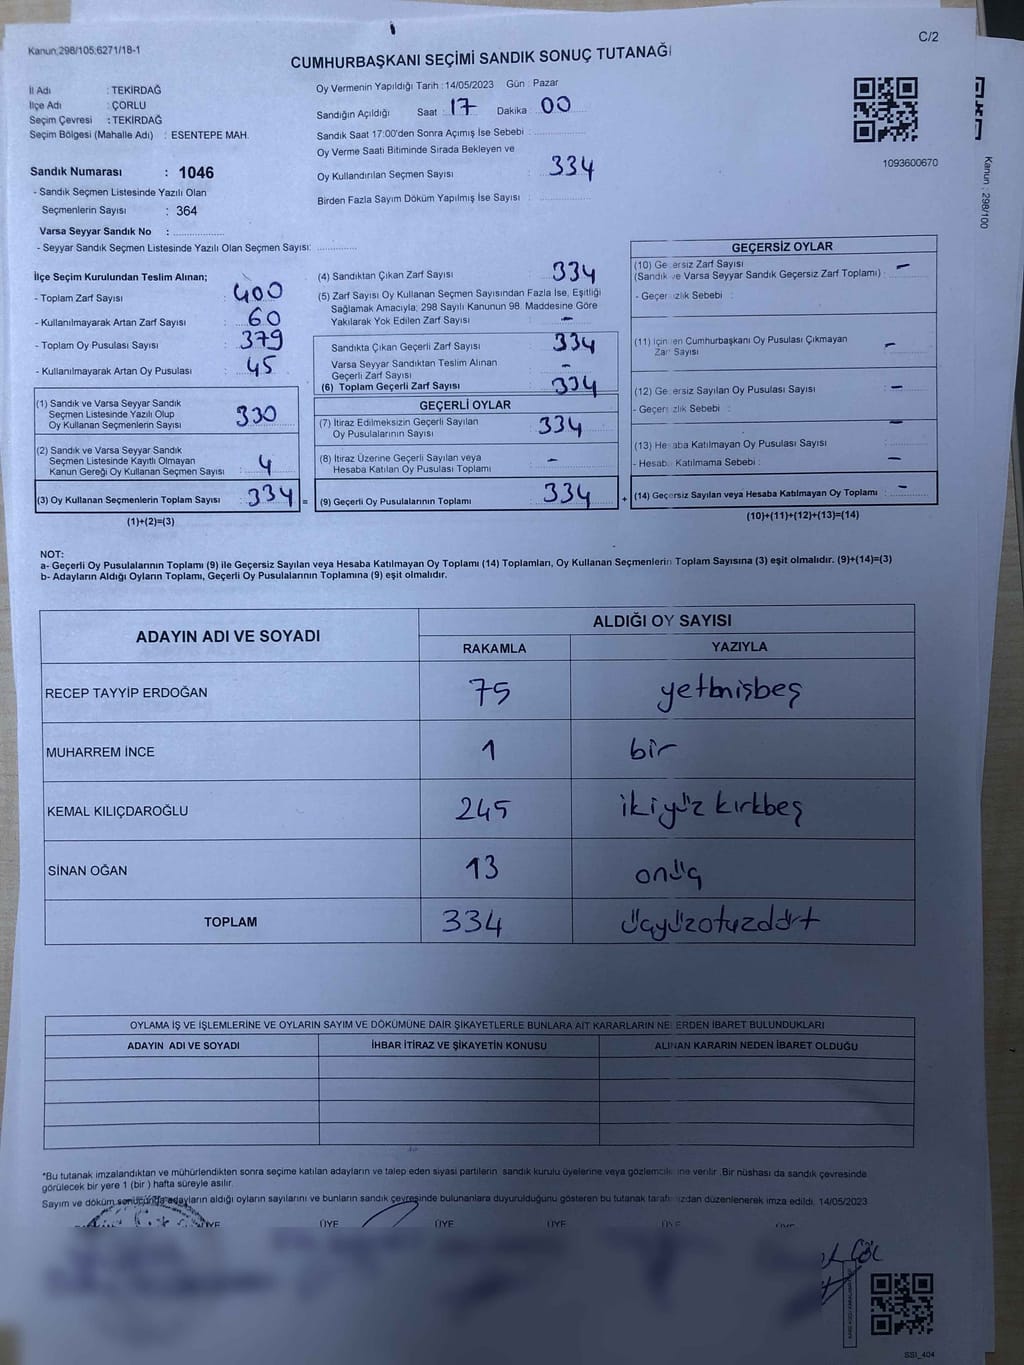 Kanun;298/105;6271/18-1
C/2
CUMHURBAŞKANI SEÇİMİ SANDIK SONUÇ TUTANAĞI
İl Adı : TEKİRDAĞ
İlçe Adı : ÇORLU
Seçim Çevresi : TEKİRDAĞ
Seçim Bölgesi (Mahalle Adı) : ESENTEPE MAH.
Sandık Numarası : 1046
- Sandık Seçmen Listesinde Yazılı Olan
Seçmenlerin Sayısı : 364
Varsa Seyyar Sandık No :
- Seyyar Sandık Seçmen Listesinde Yazılı Olan Seçmen Sayısı:
Oy Vermenin Yapıldığı Tarih : 14/05/2023 Gün : Pazar
Sandığın Açıldığı Saat : 17 Dakika : 00
Sandık Saat 17:00'den Sonra Açımış İse Sebebi :
Oy Verme Saati Bitiminde Sırada Bekleyen ve
Oy Kullandırılan Seçmen Sayısı : 334
Birden Fazla Sayım Döküm Yapılmış İse Sayısı :
1093600670
Kanun : 298/100
İlçe Seçim Kurulundan Teslim Alınan;
- Toplam Zarf Sayısı : 400
- Kullanılmayarak Artan Zarf Sayısı : 60
- Toplam Oy Pusulası Sayısı : 379
- Kullanılmayarak Artan Oy Pusulası : 45
(1) Sandık ve Varsa Seyyar Sandık
Seçmen Listesinde Yazılı Olup
Oy Kullanan Seçmenlerin Sayısı : 330
(2) Sandık ve Varsa Seyyar Sandık
Seçmen Listesinde Kayıtlı Olmayan
Kanun Gereği Oy Kullanan Seçmen Sayısı : 4
(3) Oy Kullanan Seçmenlerin Toplam Sayısı : 334 =
(1)+(2)=(3)
(4) Sandıktan Çıkan Zarf Sayısı : 334
(5) Zarf Sayısı Oy Kullanan Seçmen Sayısından Fazla İse, Eşitliği
Sağlamak Amacıyla; 298 Sayılı Kanunun 98. Maddesine Göre
Yakılarak Yok Edilen Zarf Sayısı : -
Sandıkta Çıkan Geçerli Zarf Sayısı : 334
Varsa Seyyar Sandıktan Teslim Alınan
Geçerli Zarf Sayısı : -
(6) Toplam Geçerli Zarf Sayısı : 334
GEÇERLİ OYLAR
(7) İtiraz Edilmeksizin Geçerli Sayılan
Oy Pusulalarının Sayısı : 334
(8) İtiraz Üzerine Geçerli Sayılan veya
Hesaba Katılan Oy Pusulası Toplamı : -
(9) Geçerli Oy Pusulalarının Toplamı : 334 +
GEÇERSİZ OYLAR
(10) Geçersiz Zarf Sayısı
(Sandık ve Varsa Seyyar Sandık Geçersiz Zarf Toplamı) : -
- Geçersizlik Sebebi :
(11) İçinden Cumhurbaşkanı Oy Pusulası Çıkmayan
Zarf Sayısı : -
(12) Geçersiz Sayılan Oy Pusulası Sayısı : -
- Geçersizlik Sebebi : -
(13) Hesaba Katılmayan Oy Pusulası Sayısı :
- Hesaba Katılmama Sebebi : -
(14) Geçersiz Sayılan veya Hesaba Katılmayan Oy Toplamı : -
(10)+(11)+(12)+(13)=(14)
NOT:
a- Geçerli Oy Pusulalarının Toplamı (9) ile Geçersiz Sayılan veya Hesaba Katılmayan Oy Toplamı (14) Toplamları, Oy Kullanan Seçmenlerin Toplam Sayısına (3) eşit olmalıdır. (9)+(14)=(3)
b- Adayların Aldığı Oyların Toplamı, Geçerli Oy Pusulalarının Toplamına (9) eşit olmalıdır.
ADAYIN ADI VE SOYADI
ALDIĞI OY SAYISI
RAKAMLA YAZIYLA
RECEP TAYYİP ERDOĞAN 75 yetmişbeş
MUHARREM İNCE 1 bir
KEMAL KILIÇDAROĞLU 245 ikiyüz kırkbeş
SİNAN OĞAN 13 onüç
TOPLAM 334 üçyüzotuzdört
OYLAMA İŞ VE İŞLEMLERİNE VE OYLARIN SAYIM VE DÖKÜMÜNE DAİR ŞİKAYETLERLE BUNLARA AİT KARARLARIN NELERDEN İBARET BULUNDUKLARI
ADAYIN ADI VE SOYADI İHBAR İTİRAZ VE ŞİKAYETİN KONUSU ALINAN KARARIN NEDEN İBARET OLDUĞU
*Bu tutanak imzalandıktan ve mühürlendikten sonra seçime katılan adayların ve talep eden siyasi partilerin sandık kurulu üyelerine veya gözlemcilerine verilir. Bir nüshası da sandık çevresinde
görülecek bir yere 1 (bir ) hafta süreyle asılır.
Sayım ve döküm sonucunda adayların aldığı oyların sayılarını ve bunların sandık çevresinde bulunanlara duyurulduğunu gösteren bu tutanak tarafımızdan düzenlenerek imza edildi. 14/05/2023
ÜYE ÜYE ÜYE ÜYE ÜYE ÜYE
SSI_404